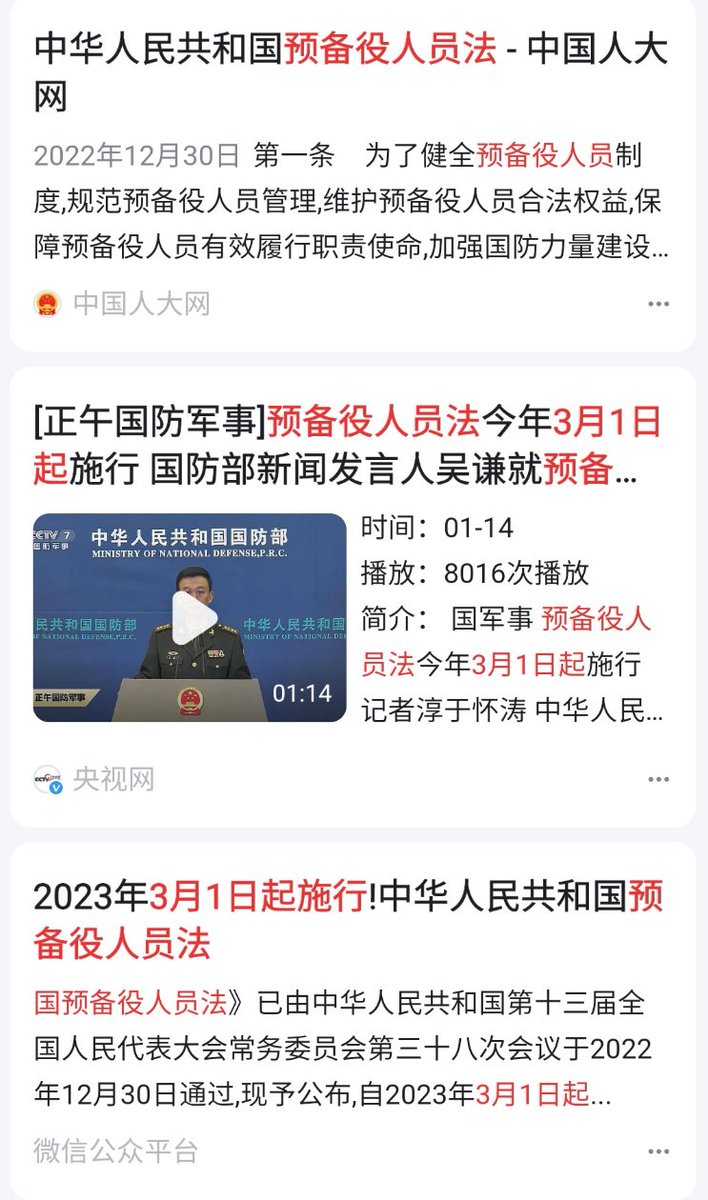 中华人民共和国预备役人员法 - 中国人大
网
2022年12月30日 第一条 为了健全预备役人员制
度,规范预备役人员管理,维护预备役人员合法权益,保
障预备役人员有效履行职责使命,加强国防力量建设...
中国人大网
[正午国防军事]预备役人员法今年3月1日
起施行 国防部新闻发言人吴谦就预备...
CCTV 7
国防军事
中华人民共和国国防部
MINISTRY OF NATIONAL DEFENSE,P.R.C.
民共和国国防部
OF NATIONAL DEFENSE,P.R.C.
中华人民共和国
MINISTRY OF NATIONAL DE
正午国防军事
01:14
时间：01-14
播放：8016次播放
简介： 国军事 预备役人
员法今年3月1日起施行
记者淳于怀涛 中华人民...
央视网
2023年3月1日起施行!中华人民共和国预
备役人员法
国预备役人员法》已由中华人民共和国第十三届全
国人民代表大会常务委员会第三十八次会议于2022
年12月30日通过,现予公布,自2023年3月1日起...
微信公众平台